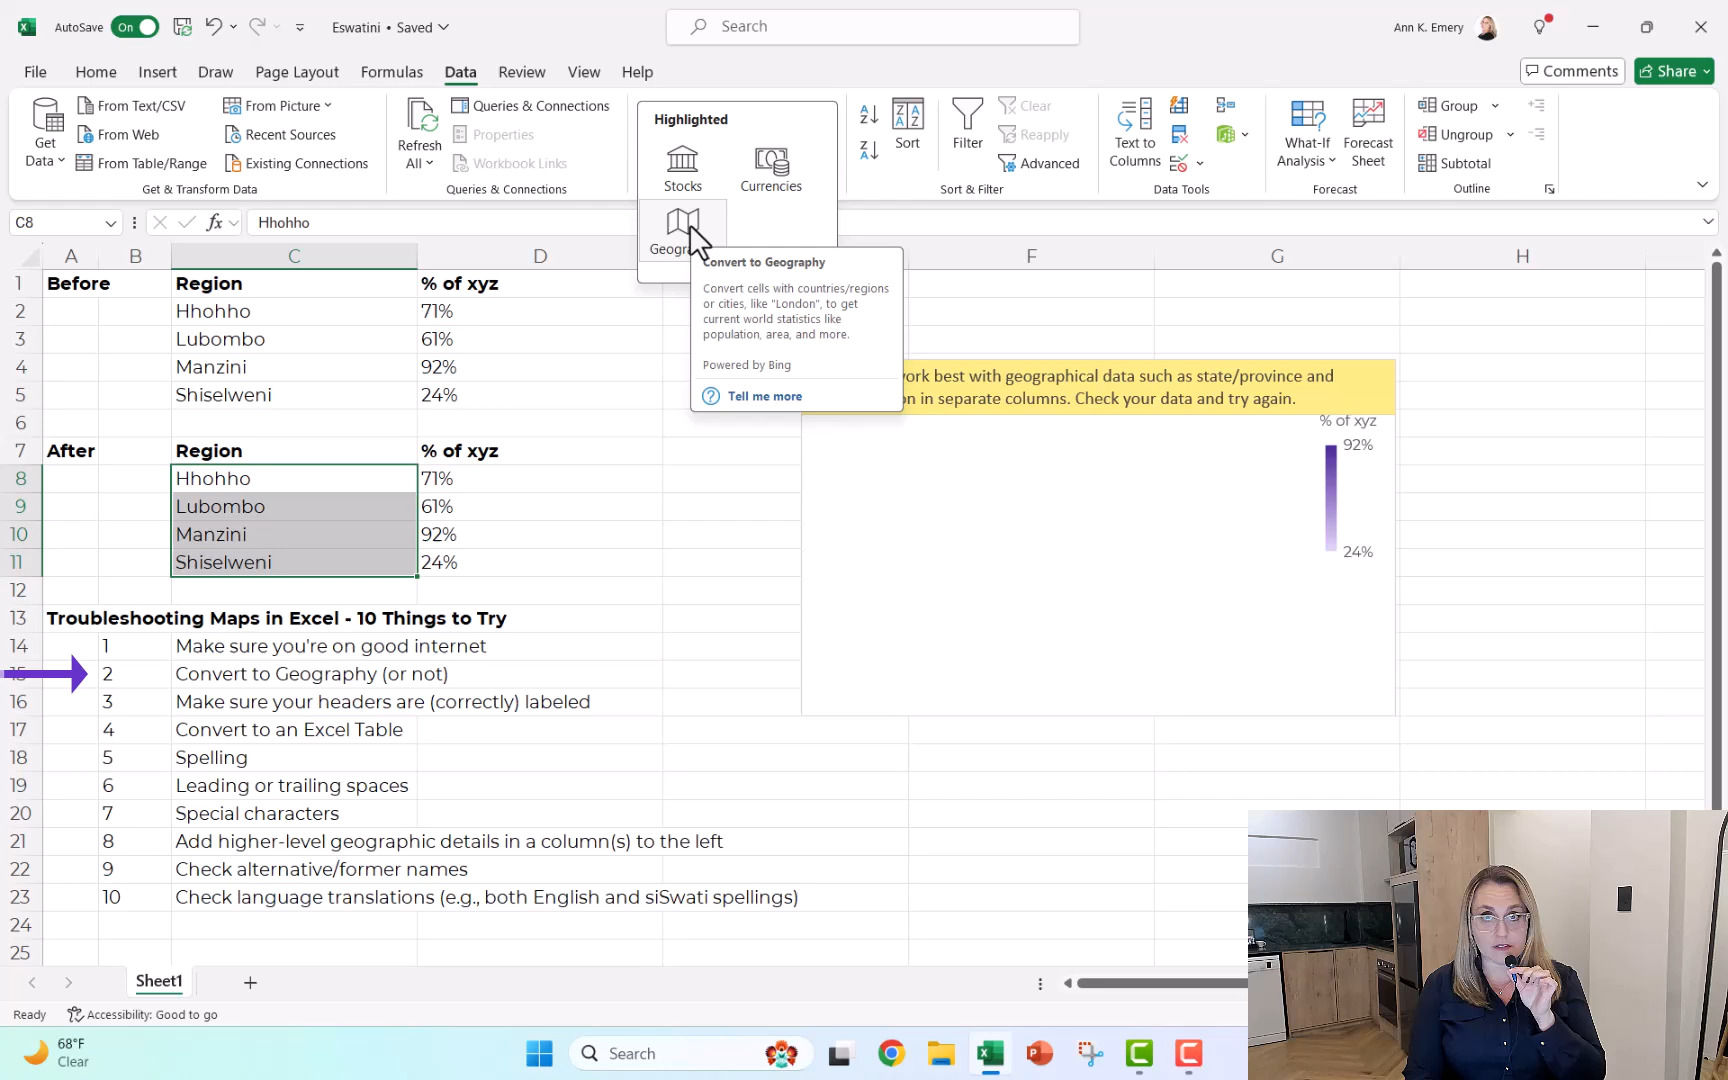 AutoSave
On
Eswatini • Saved
Search
Ann K. Emery
File Home Insert Draw Page Layout Formulas Data Review View Help
Comments
Share
Get Data
From Text/CSV
From Web
From Table/Range
From Picture
Recent Sources
Existing Connections
Get & Transform Data
Refresh All
Queries & Connections
Properties
Workbook Links
Queries & Connections
Highlighted
Stocks
Currencies
Convert to Geography
Convert cells with countries/regions
or cities, like "London", to get
current world statistics like
population, area, and more.
Powered by Bing
Tell me more
Sort
Filter
Clear
Reapply
Advanced
Sort & Filter
Text to Columns
Data Tools
What-If Analysis
Forecast Sheet
Forecast
Group
Ungroup
Subtotal
Outline
C8
fx
Hhohho
A B C D F G H
1 Before Region % of xyz
2 Hhohho 71%
3 Lubombo 61%
4 Manzini 92%
5 Shiselweni 24%
6
7 After Region % of xyz
8 Hhohho 71%
9 Lubombo 61%
10 Manzini 92%
11 Shiselweni 24%
12
13 Troubleshooting Maps in Excel - 10 Things to Try
14 1 Make sure you're on good internet
2 Convert to Geography (or not)
16 3 Make sure your headers are (correctly) labeled
17 4 Convert to an Excel Table
18 5 Spelling
19 6 Leading or trailing spaces
20 7 Special characters
21 8 Add higher-level geographic details in a column(s) to the left
22 9 Check alternative/former names
23 10 Check language translations (e.g., both English and siSwati spellings)
24
25
best with geographical data such as state/province and
in separate columns. Check your data and try again.
% of xyz
92%
24%
Sheet1
Ready
Accessibility: Good to go
68°F
Clear
Search